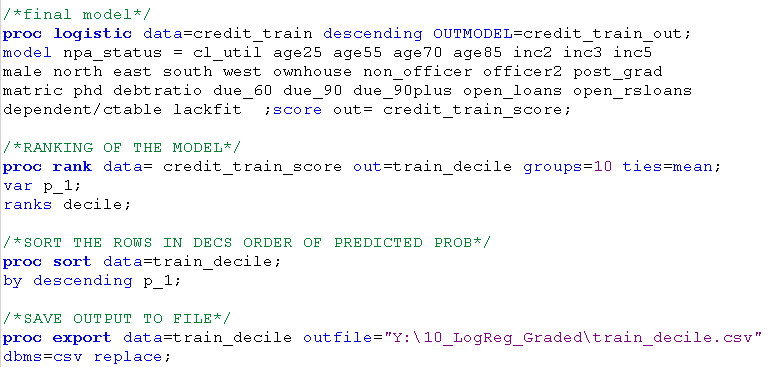 /*final model*/
proc logistic data=credit_train descending OUTMODEL=credit_train_out;
model npa_status = cl_util age25 age55 age70 age85 inc2 inc3 inc5
male north east south west ownhouse non_officer officer2 post_grad
matric phd debtratio due_60 due_90 due_90plus open_loans open_rsloans
dependent/ctable lackfit  ;score out= credit_train_score;
/*RANKING OF THE MODEL*/
proc rank data= credit_train_score out=train_decile groups=10 ties=mean;
var p_1;
ranks decile;
/*SORT THE ROWS IN DECS ORDER OF PREDICTED PROB*/
proc sort data=train_decile;
by descending p_1;
/*SAVE OUTPUT TO FILE*/
proc export data=train_decile outfile="Y:\10_LogReg_Graded\train_decile.csv"
dbms=csv replace;